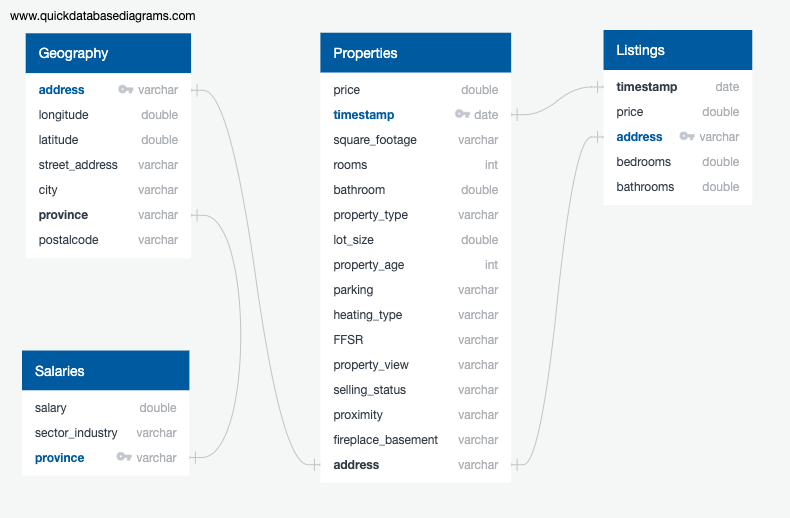 www.quickdatabasediagrams.com
Geography
address varchar
longitude double
latitude double
street_address varchar
city varchar
province varchar
postalcode varchar
Salaries
salary double
sector_industry varchar
province varchar
Properties
price double
timestamp date
square_footage varchar
rooms int
bathroom double
property_type varchar
lot_size double
property_age int
parking varchar
heating_type varchar
FFSR varchar
property_view varchar
selling_status varchar
proximity varchar
fireplace_basement varchar
address varchar
Listings
timestamp date
price double
address varchar
bedrooms double
bathrooms double